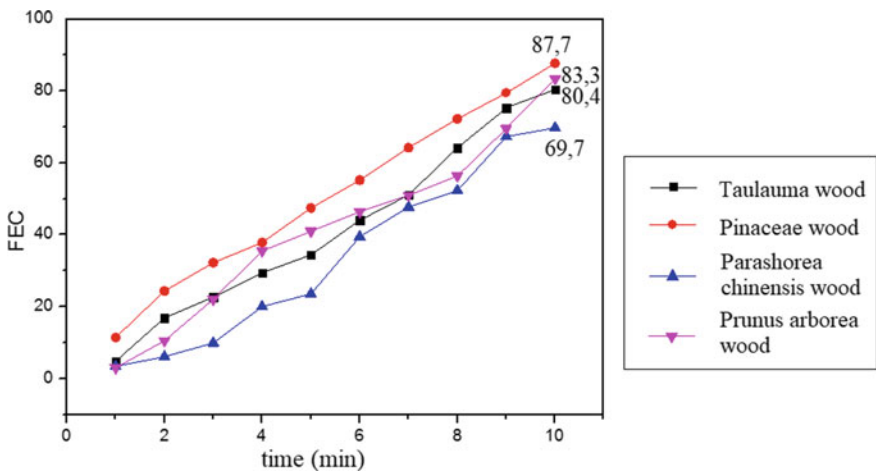 100
80
60
40
20
0
FEC
87,7
83,3
80,4
69,7
0
2
4
6
8
10
time (min)
Taulauma wood
Pinaceae wood
Parashorea
chinensis wood
Prunus arborea
wood